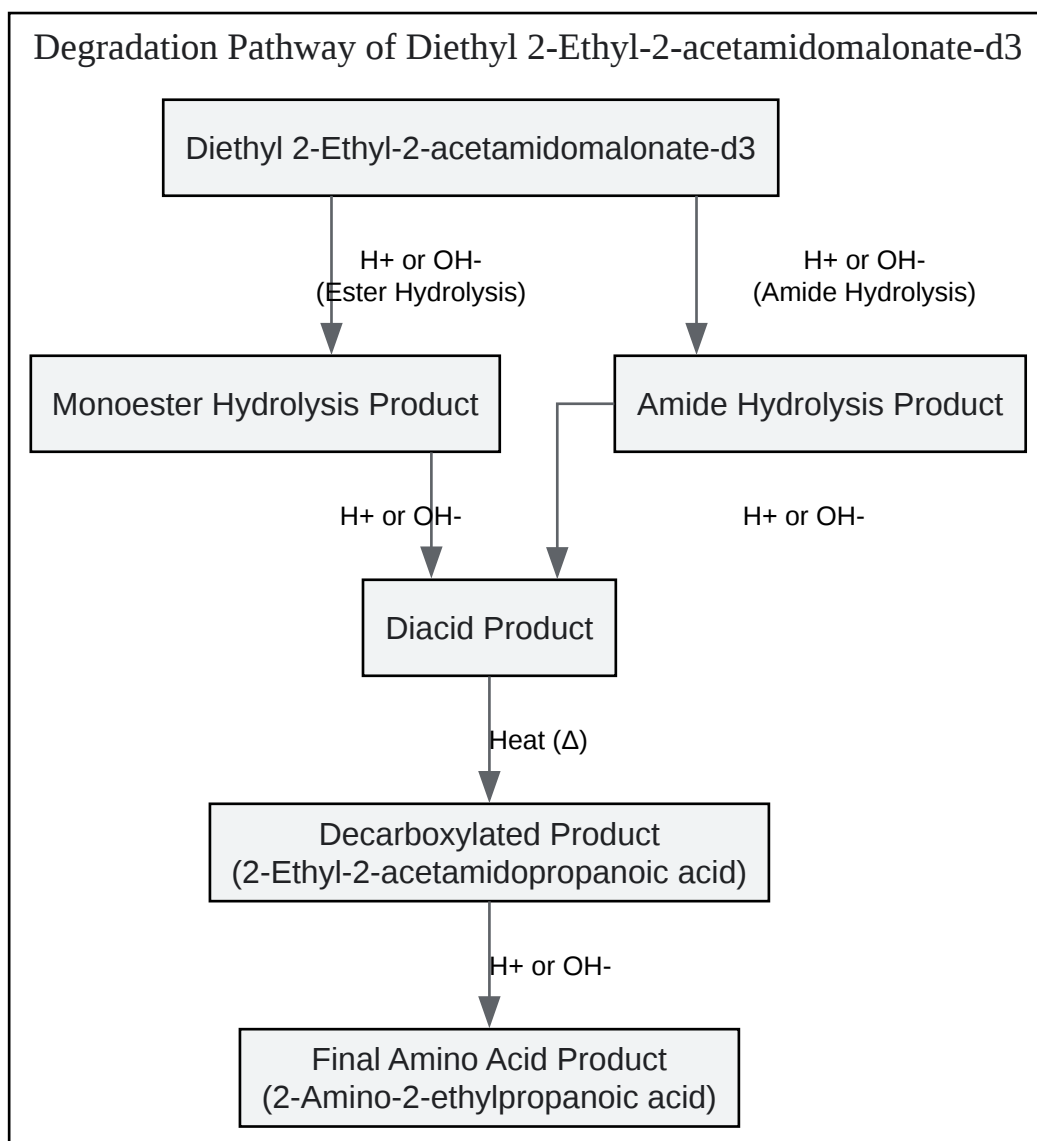 Degradation Pathway of Diethyl 2-Ethyl-2-acetamidomalonate-d3
Diethyl 2-Ethyl-2-acetamidomalonate-d3
H+ or OH-
(Ester Hydrolysis)
H+ or OH-
(Amide Hydrolysis)
Monoester Hydrolysis Product
Amide Hydrolysis Product
H+ or OH-
H+ or OH-
Diacid Product
Heat (Δ)
Decarboxylated Product
(2-Ethyl-2-acetamidopropanoic acid)
H+ or OH-
Final Amino Acid Product
(2-Amino-2-ethylpropanoic acid)